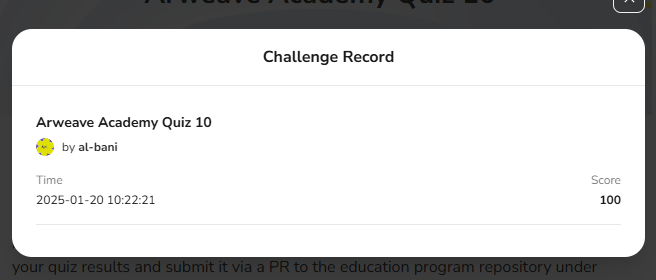 Arweave Academy Quiz 10
Challenge Record
Arweave Academy Quiz 10
by al-bani
Time
Score
2025-01-20 10:22:21
100
your quiz results and submit it via a PR to the education program repository under